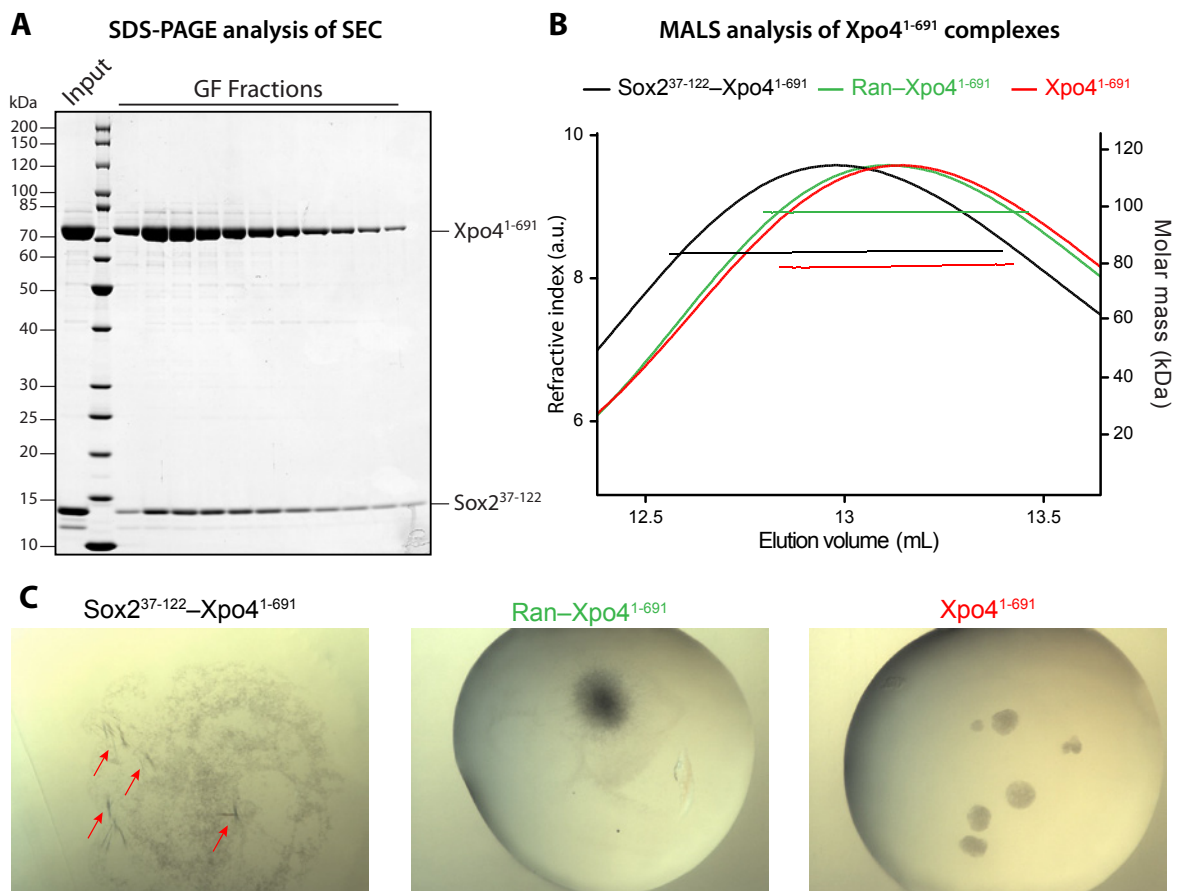 A SDS-PAGE analysis of SEC
Input
GF Fractions
kDa
200
150
120
100
85
70
60
50
40
30
25
20
15
10
Xpo4¹⁻⁶⁹¹
Sox2³⁷⁻¹²²
B MALS analysis of Xpo4¹⁻⁶⁹¹ complexes
Sox2³⁷⁻¹²²–Xpo4¹⁻⁶⁹¹ Ran–Xpo4¹⁻⁶⁹¹ Xpo4¹⁻⁶⁹¹
Refractive index (a.u.)
10
8
6
120
100
80
60
40
20
Molar mass (kDa)
12.5 13 13.5
Elution volume (mL)
C Sox2³⁷⁻¹²²–Xpo4¹⁻⁶⁹¹ Ran–Xpo4¹⁻⁶⁹¹ Xpo4¹⁻⁶⁹¹